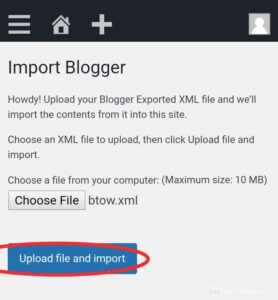 Import Blogger
Howdy! Upload your Blogger Exported XML file and we'll
import the contents from it into this site.
Choose an XML file to upload, then click Upload file and
import.
Choose a file from your computer: (Maximum size: 10 MB)
Choose File btow.xml
Upload file and import